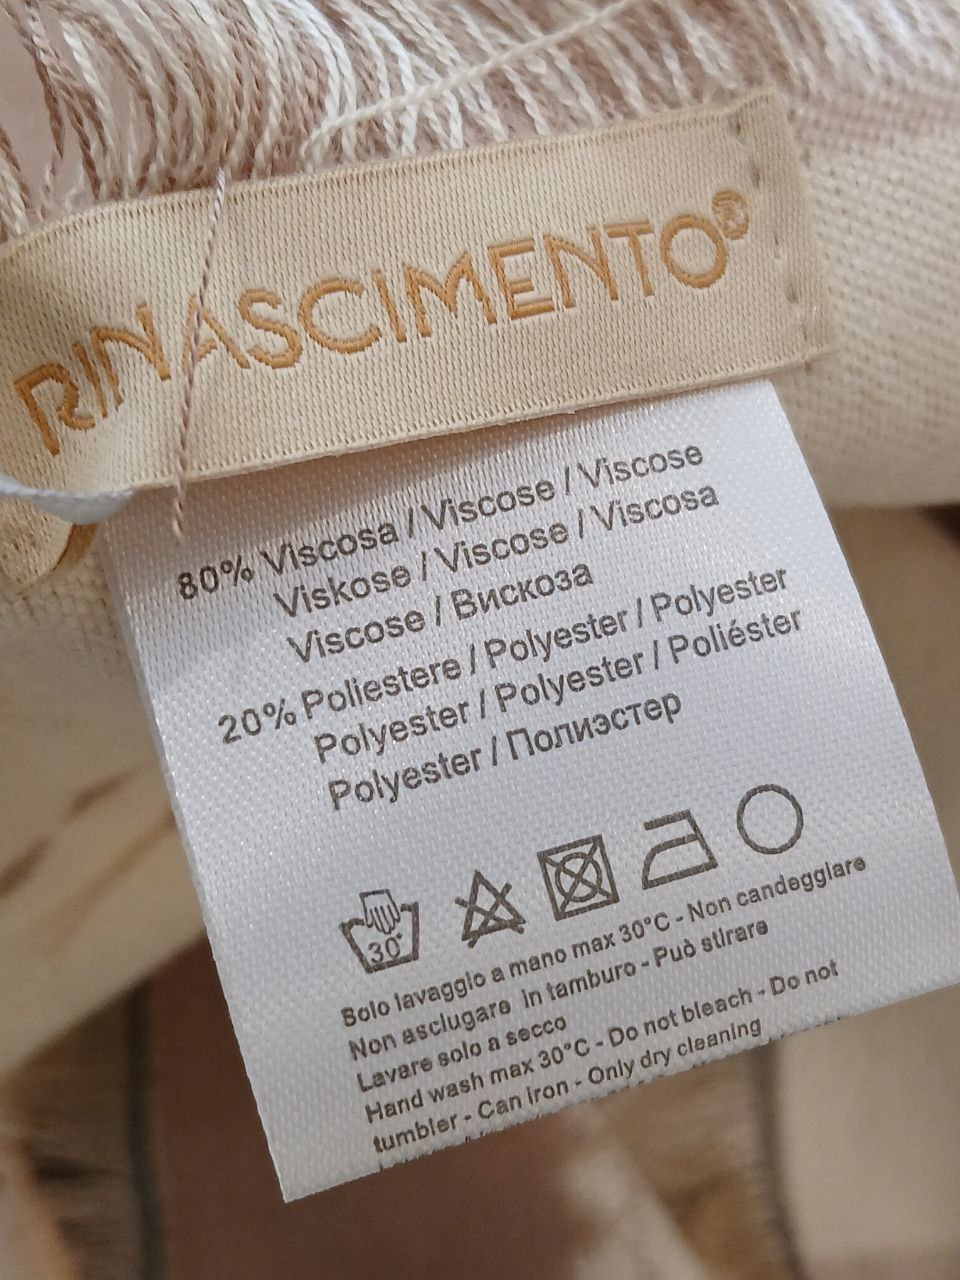 RINASCIMENTO®
80% Viscosa / Viscose / Viscose
Viskose / Viscose / Viscosa
Viscose / Вискоза
20% Poliestere / Polyester / Polyester
Polyester / Polyester / Poliéster
Polyester / Полиэстер
30°
Solo lavaggio a mano max 30°C - Non candeggiare
Non asciugare in tamburo - Può stirare
Lavare solo a secco
Hand wash max 30°C - Do not bleach - Do not
tumbler - Can iron - Only dry cleaning